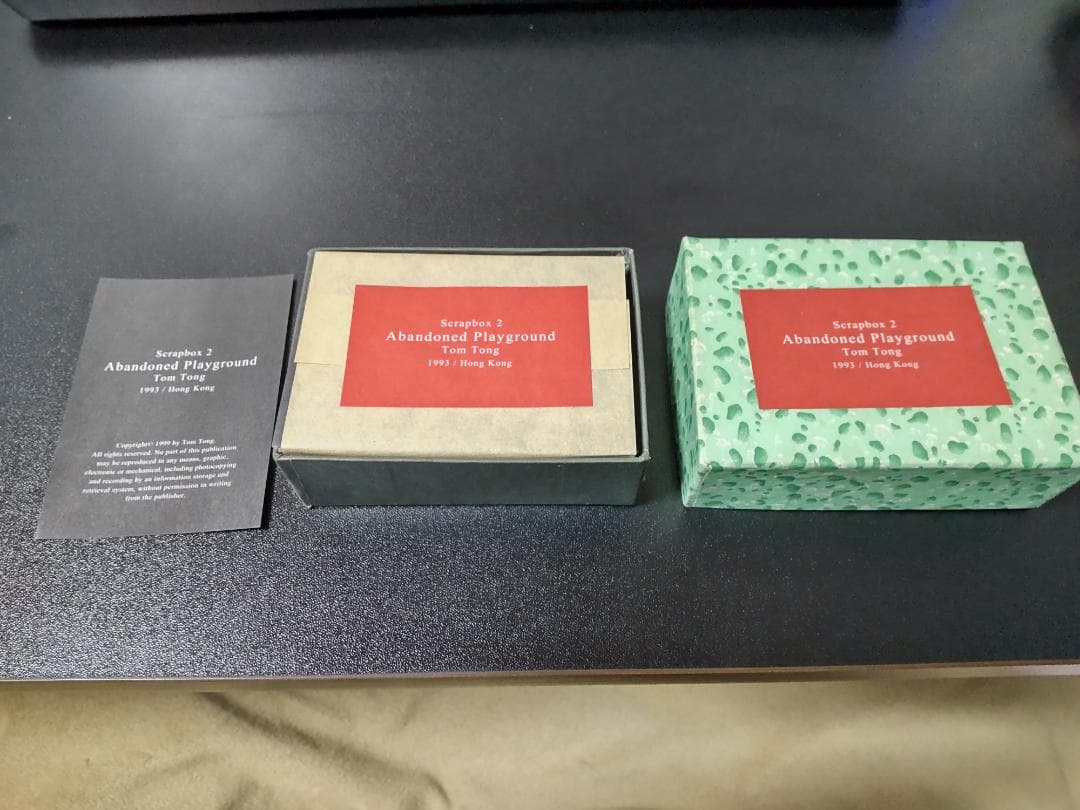 Scrapbox 2
Abandoned Playground
Tom Tong
1993 / Hong Kong
Copyright© 1999 by Tom Tong.
All rights reserved. No part of this publication
may be reproduced in any means, graphic,
electronic or mechanical, including photocopying
and recording by an information storage and
retrieval system, without permission in writing
from the publisher.
Scrapbox 2
Abandoned Playground
Tom Tong
1993 / Hong Kong
Scrapbox 2
Abandoned Playground
Tom Tong
1993 / Hong Kong